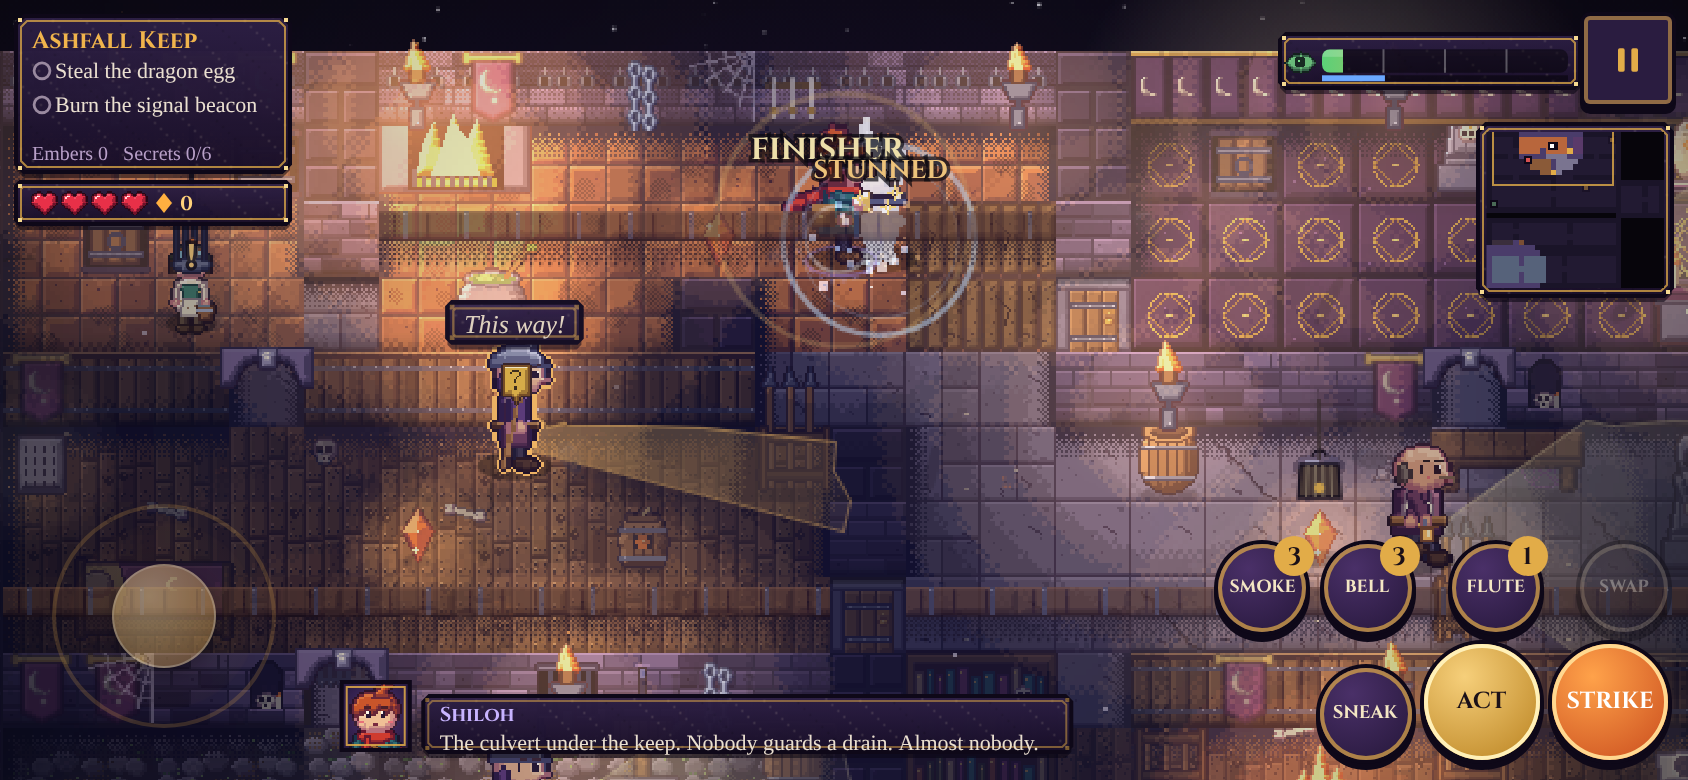 ASHFALL KEEP
Steal the dragon egg
Burn the signal beacon
Embers 0 Secrets 0/6
0
FINISHER
STUNNED
This way!
?
3
3
1
SMOKE
BELL
FLUTE
SWAP
SNEAK
ACT
STRIKE
SHILOH
The culvert under the keep. Nobody guards a drain. Almost nobody.